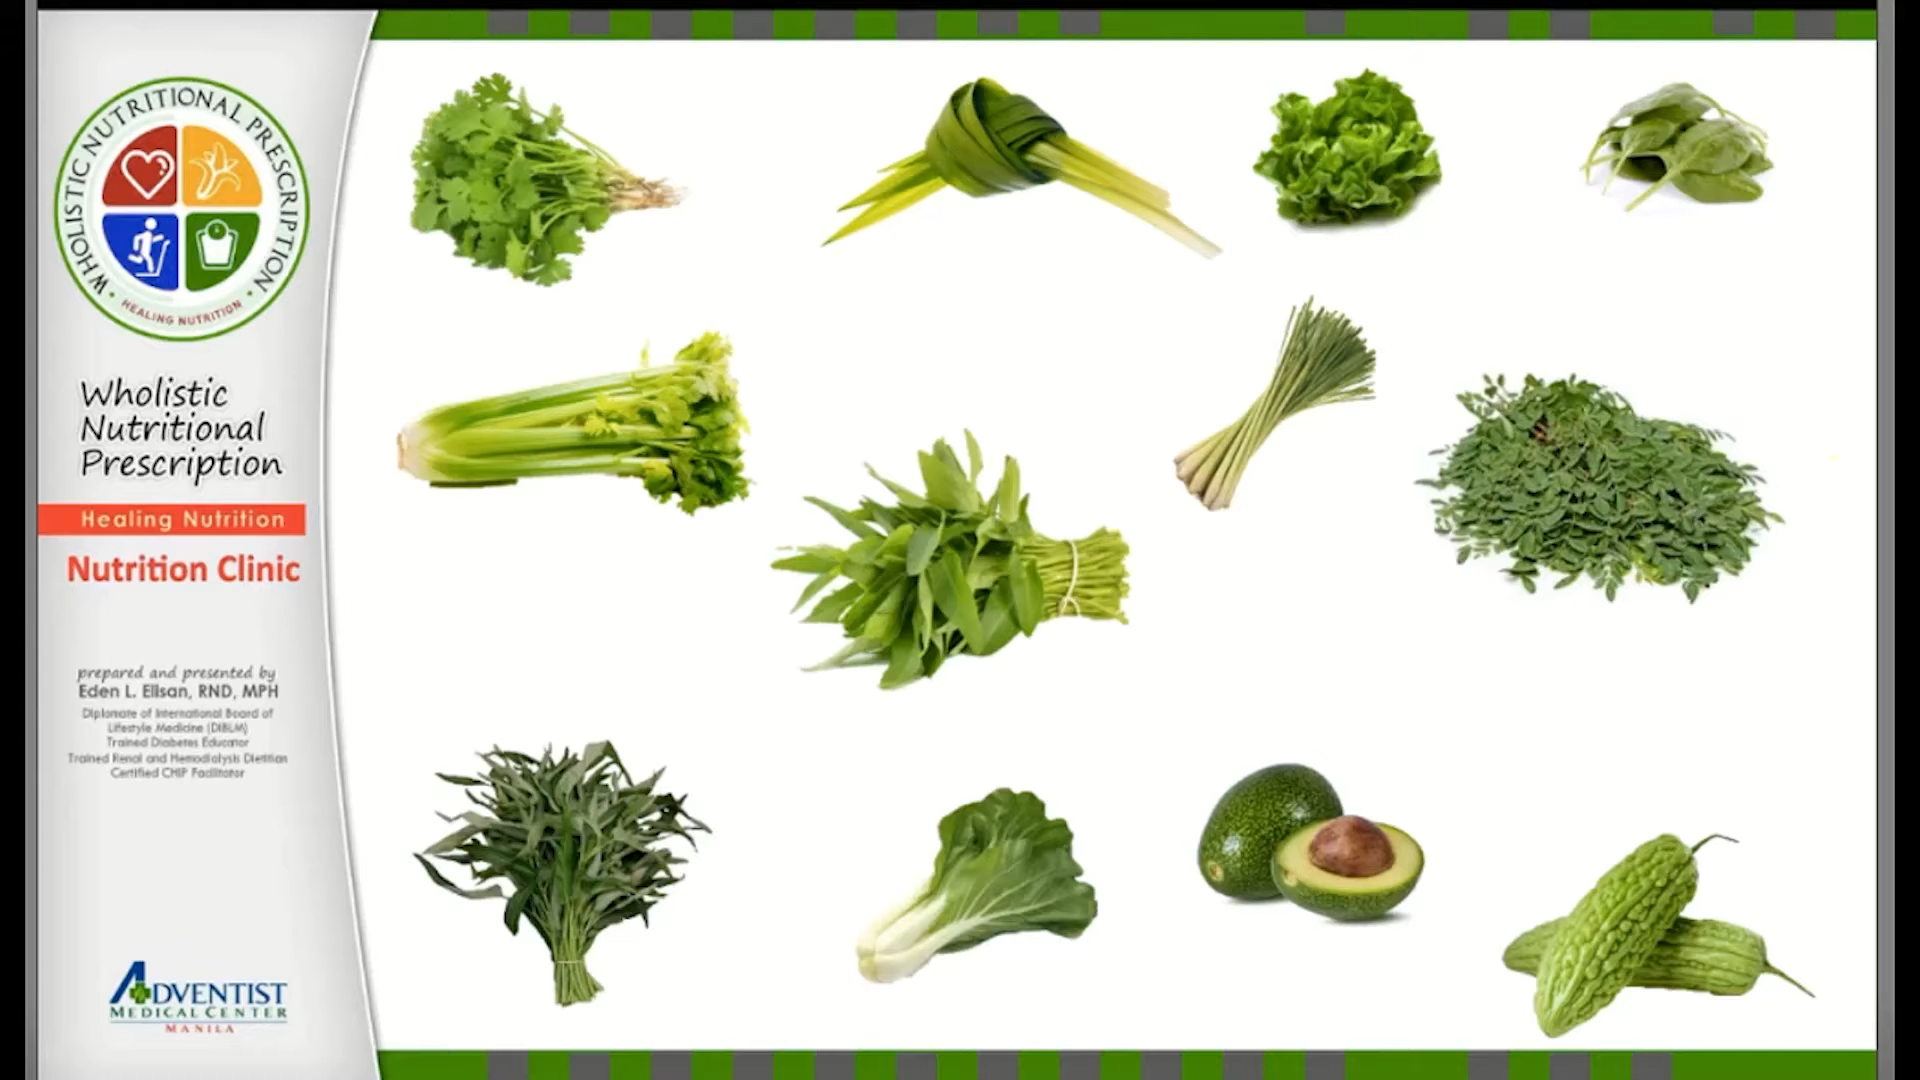 WHOLISTIC NUTRITIONAL PRESCRIPTION
HEALING NUTRITION
Wholistic
Nutritional
Prescription
Healing Nutrition
Nutrition Clinic
prepared and presented by
Eden L. Elisan, RND, MPH
Diplomate of International Board of
Lifestyle Medicine (DIBLM)
Trained Diabetes Educator
Trained Renal and Hemodialysis Dietitian
Certified CHIP Facilitator
ADVENTIST
MEDICAL CENTER
MANILA